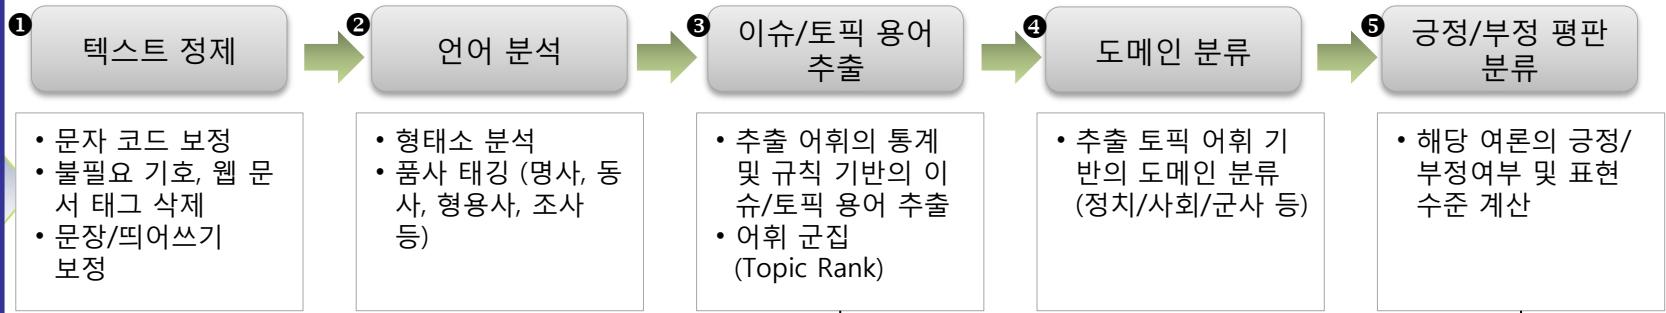 ❶
텍스트 정제
❷
언어 분석
❸
이슈/토픽 용어
추출
❹
도메인 분류
❺
긍정/부정 평판
분류
• 문자 코드 보정
• 불필요 기호, 웹 문
서 태그 삭제
• 문장/띄어쓰기
보정
• 형태소 분석
• 품사 태깅 (명사, 동
사, 형용사, 조사
등)
• 추출 어휘의 통계
및 규칙 기반의 이
슈/토픽 용어 추출
• 어휘 군집
(Topic Rank)
• 추출 토픽 어휘 기
반의 도메인 분류
(정치/사회/군사 등)
• 해당 여론의 긍정/
부정여부 및 표현
수준 계산